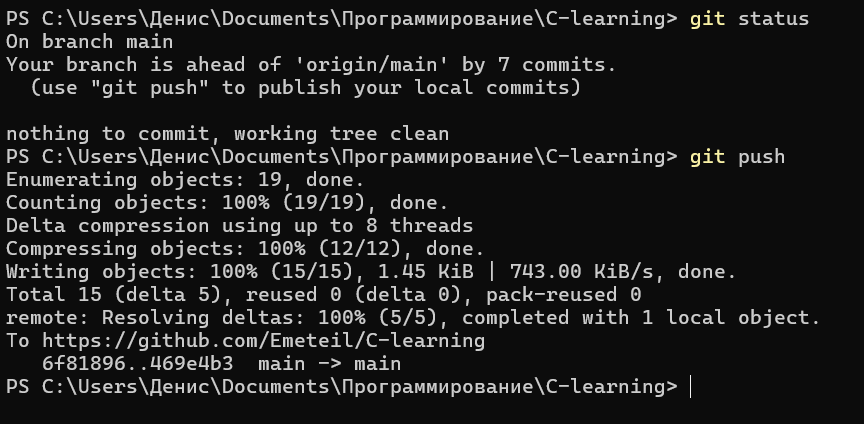 PS C:\Users\Денис\Documents\Программирование\C-learning> git status
On branch main
Your branch is ahead of 'origin/main' by 7 commits.
  (use "git push" to publish your local commits)

nothing to commit, working tree clean
PS C:\Users\Денис\Documents\Программирование\C-learning> git push
Enumerating objects: 19, done.
Counting objects: 100% (19/19), done.
Delta compression using up to 8 threads
Compressing objects: 100% (12/12), done.
Writing objects: 100% (15/15), 1.45 KiB | 743.00 KiB/s, done.
Total 15 (delta 5), reused 0 (delta 0), pack-reused 0
remote: Resolving deltas: 100% (5/5), completed with 1 local object.
To https://github.com/Emeteil/C-learning
   6f81896..469e4b3  main -> main
PS C:\Users\Денис\Documents\Программирование\C-learning>